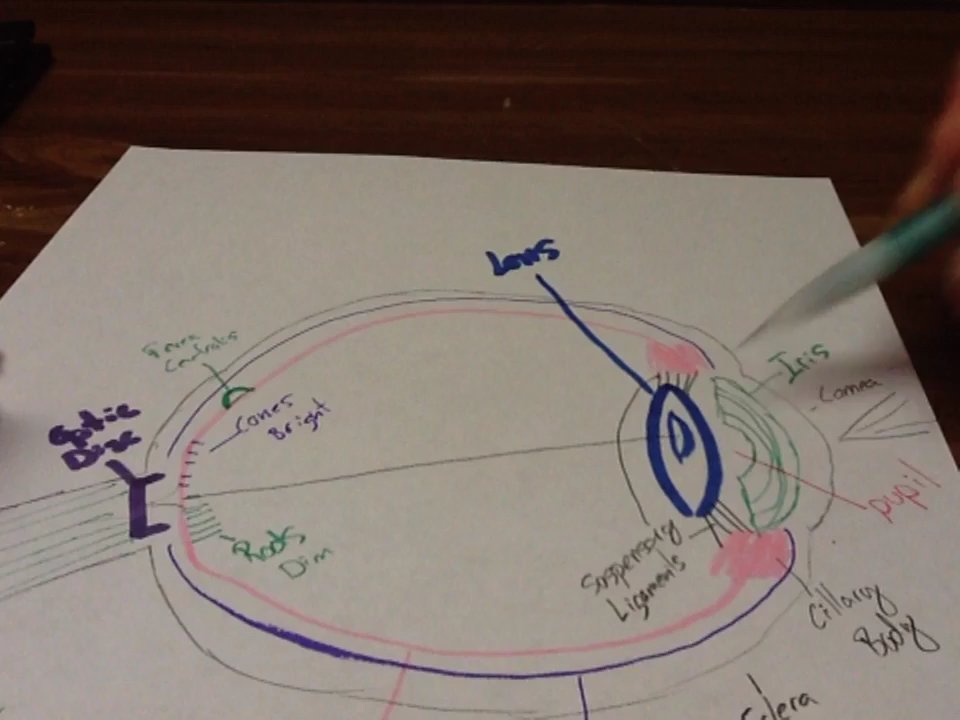 Lens
Iris
Cornea
Fovea
Centralis
Cones
Bright
Optic
Disc
pupil
Rods
Dim
Suspensory
Ligaments
Cillary
Body
Sclera